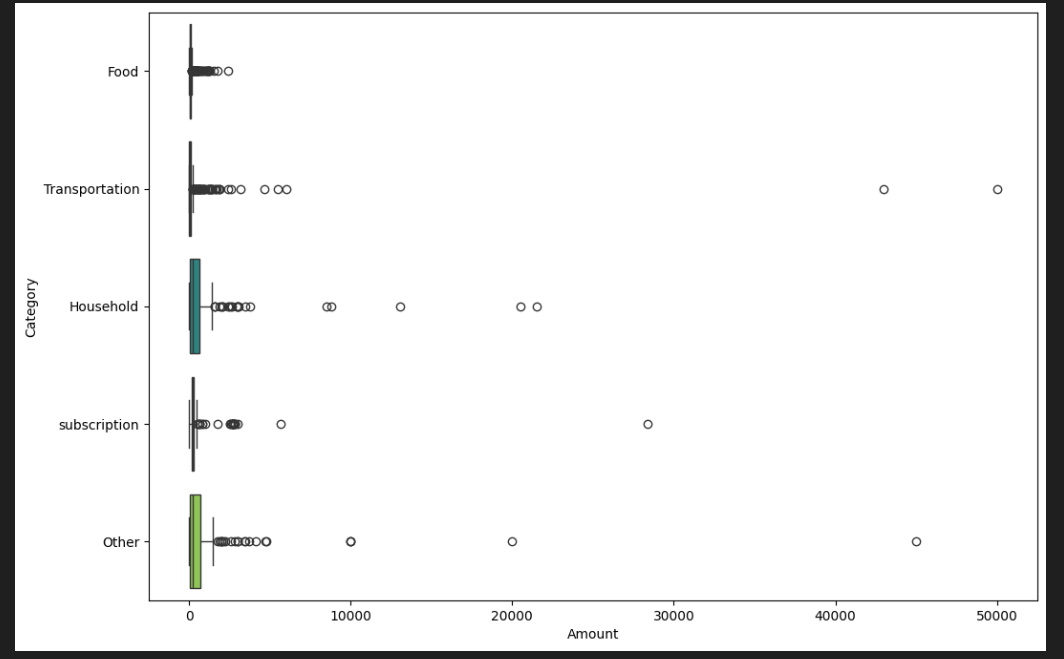 Food
Transportation
Household
subscription
Other
Category
0 10000 20000 30000 40000 50000
Amount